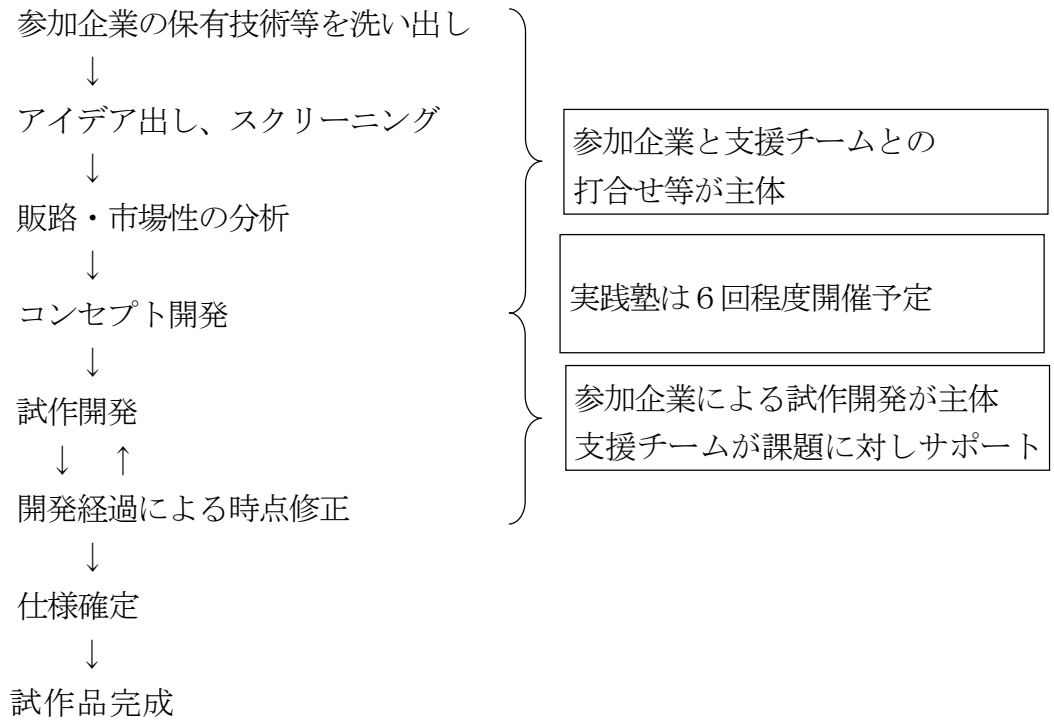 参加企業の保有技術等を洗い出し
↓
アイデア出し、スクリーニング
↓
販路・市場性の分析
↓
コンセプト開発
↓
試作開発
↓ ↑
開発経過による時点修正
↓
仕様確定
↓
試作品完成
参加企業と支援チームとの
打合せ等が主体
実践塾は６回程度開催予定
参加企業による試作開発が主体
支援チームが課題に対しサポート